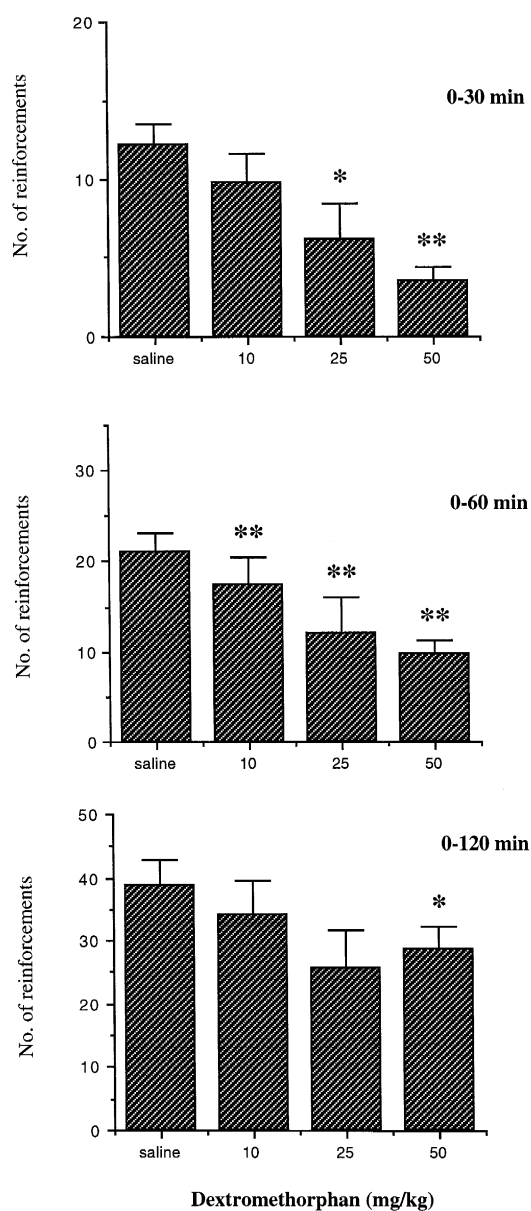 20
0-30 min
No. of reinforcements
10
*
**
0
saline 10 25 50
0-60 min
30
No. of reinforcements
20
**
**
**
10
0
saline 10 25 50
50
0-120 min
40
No. of reinforcements
*
30
20
10
0
saline 10 25 50
Dextromethorphan (mg/kg)